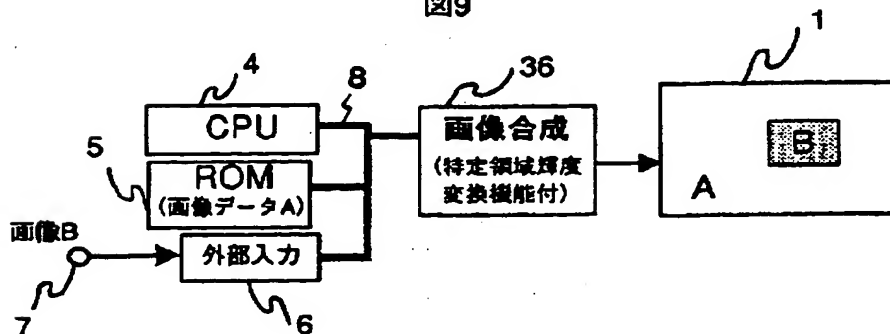 図9
1
4
8
36
CPU
画像合成
(特定領域輝度
変換機能付)
B
A
5
ROM
(画像データA)
画像B
外部入力
7
6